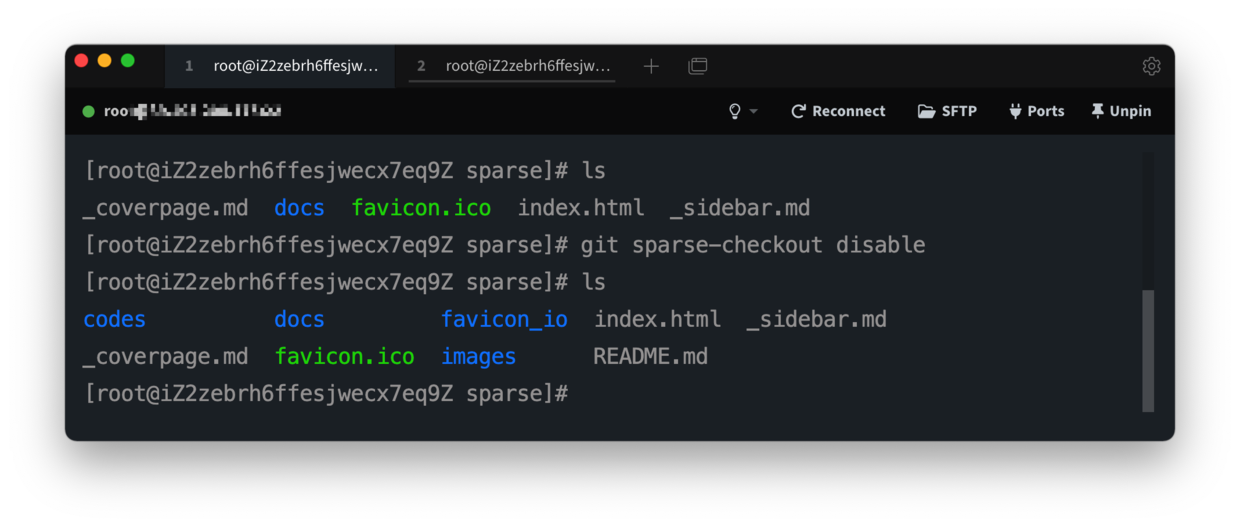 1 root@iZ2zebrh6ffesjw... 2 root@iZ2zebrh6ffesjw...
Reconnect SFTP Ports Unpin
[root@iZ2zebrh6ffesjwecx7eq9Z sparse]# ls
_coverpage.md docs favicon.ico index.html _sidebar.md
[root@iZ2zebrh6ffesjwecx7eq9Z sparse]# git sparse-checkout disable
[root@iZ2zebrh6ffesjwecx7eq9Z sparse]# ls
codes docs favicon_io index.html _sidebar.md
_coverpage.md favicon.ico images README.md
[root@iZ2zebrh6ffesjwecx7eq9Z sparse]#